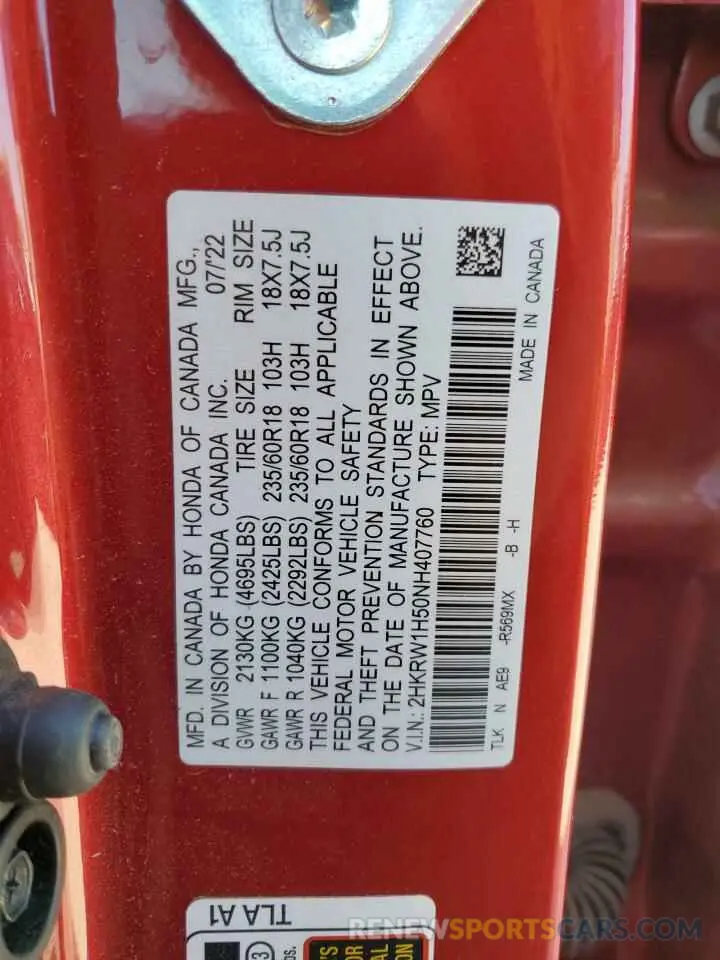 MFD. IN CANADA BY HONDA OF CANADA MFG.,
A DIVISION OF HONDA CANADA INC. 07/22
GVWR 2130KG (4695LBS) TIRE SIZE RIM SIZE
GAWR F 1100KG (2425LBS) 235/60R18 103H 18X7.5J
GAWR R 1040KG (2292LBS) 235/60R18 103H 18X7.5J
THIS VEHICLE CONFORMS TO ALL APPLICABLE
FEDERAL MOTOR VEHICLE SAFETY
AND THEFT PREVENTION STANDARDS IN EFFECT
ON THE DATE OF MANUFACTURE SHOWN ABOVE.
V.I.N.: 2HKRW1H50NH407760 TYPE: MPV
TLK N AE9 -R569MX -B -H
MADE IN CANADA
TLA A1
RENEWSPORTSCARS.COM